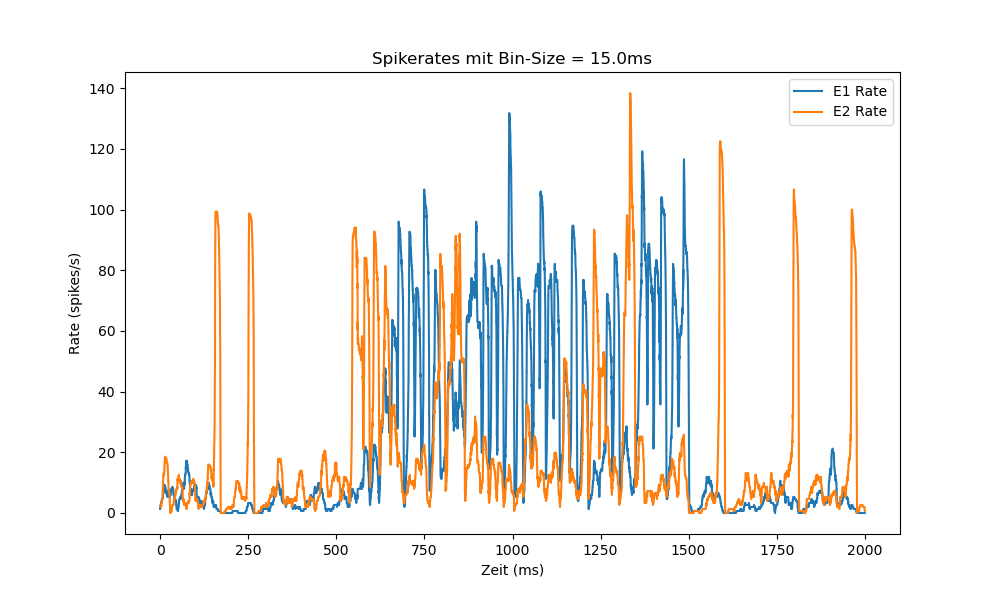 Spikerates mit Bin-Size = 15.0ms
E1 Rate
E2 Rate
Rate (spikes/s)
140
120
100
80
60
40
20
0
0 250 500 750 1000 1250 1500 1750 2000
Zeit (ms)